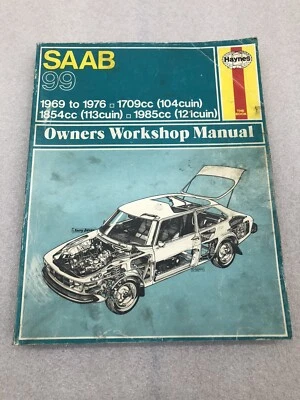 SAAB
99
Haynes
1969 to 1976 □ 1709cc (104cuin)
1854cc (113cuin) □ 1985cc (121cuin)
Owners Workshop Manual